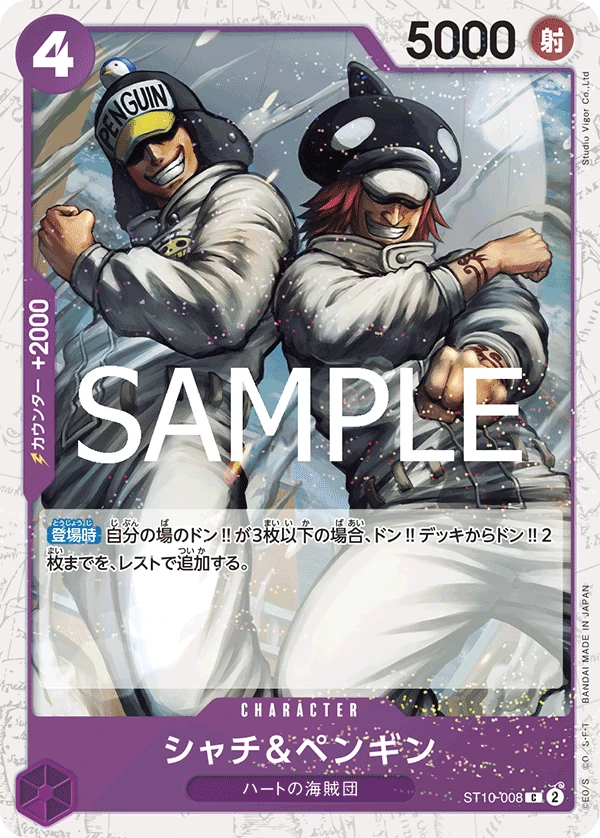 4
5000 射
Studio Vigor Co.,Ltd
PENGUIN
カウンター +2000
SAMPLE
登場時 自分の場のドン!!が3枚以下の場合、ドン!!デッキからドン!!2
枚までを、レストで追加する。
CHARACTER
シャチ&ペンギン
ハートの海賊団
ST10-008 C 2
©E.O/S. ©O/S・F・T BANDAI MADE IN JAPAN